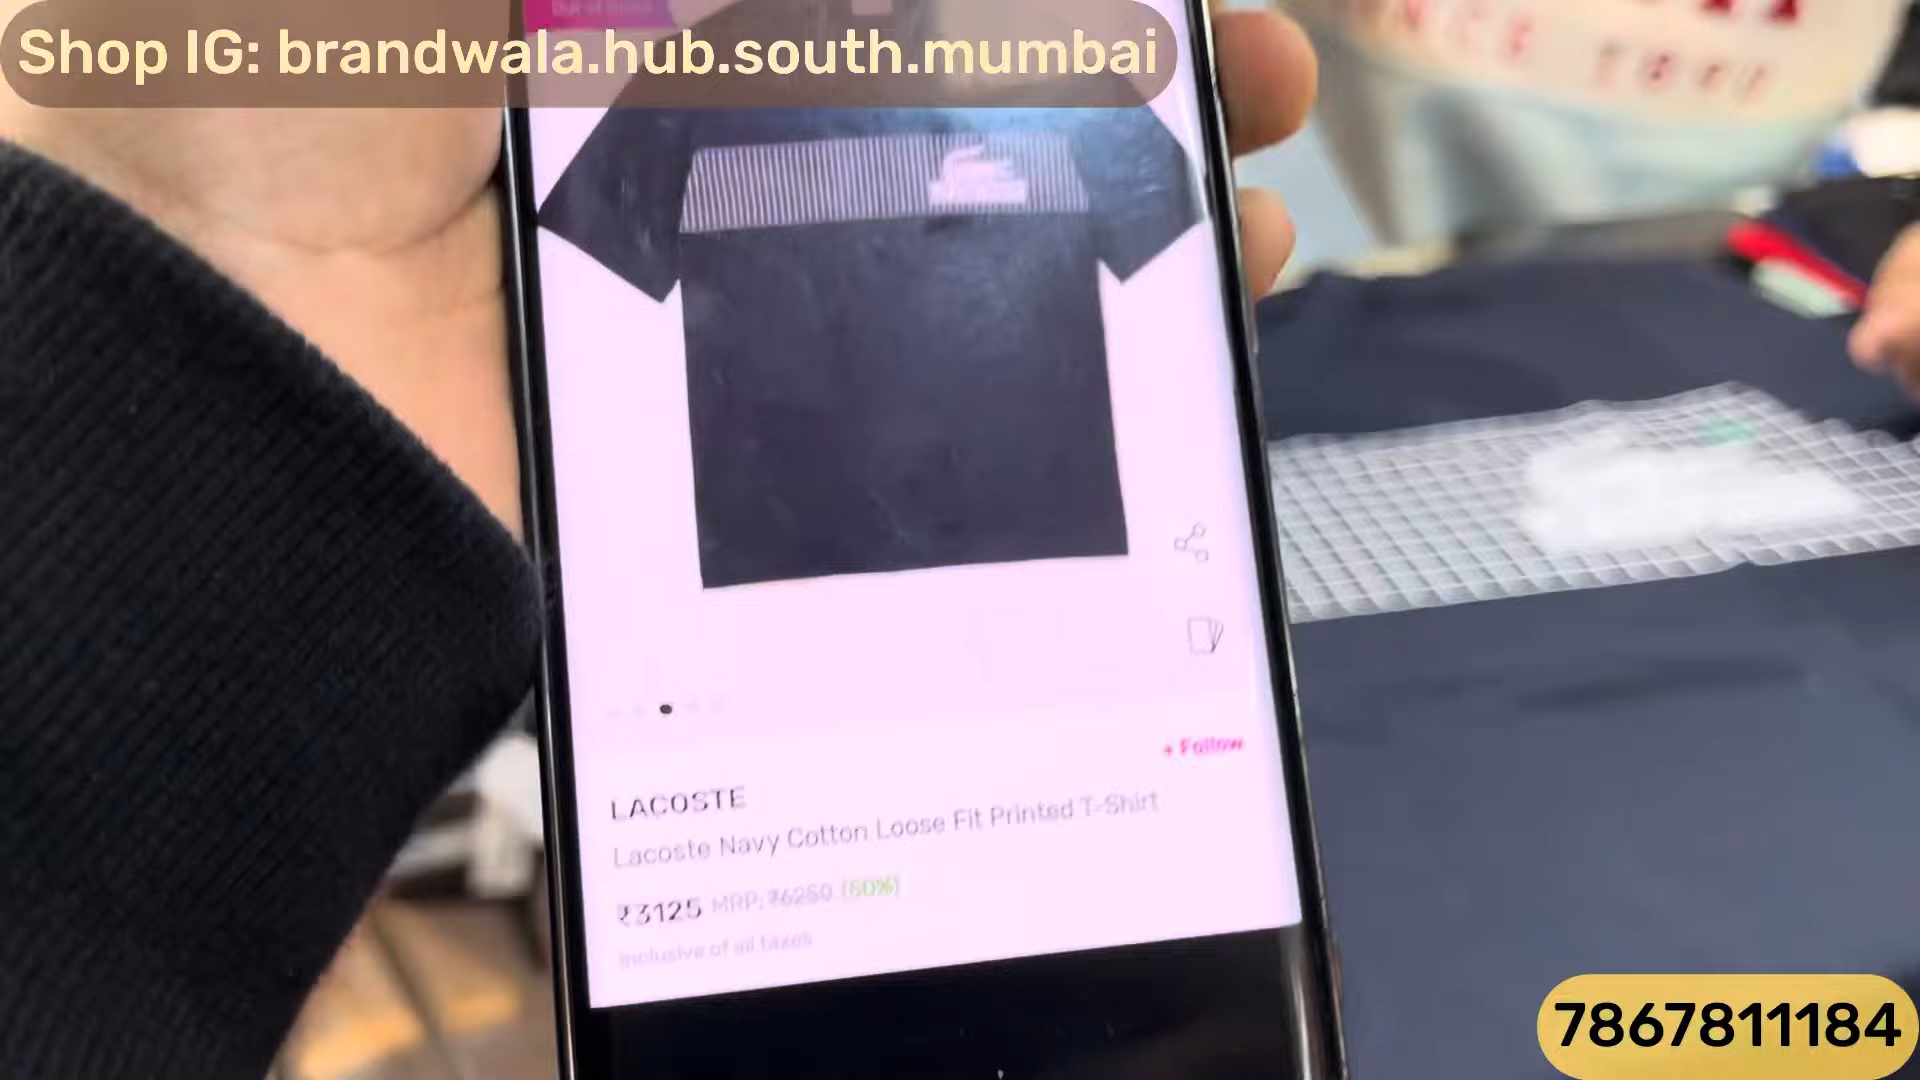 Shop IG: brandwala.hub.south.mumbai
+ Follow
LACOSTE
Lacoste Navy Cotton Loose Fit Printed T-Shirt
₹3125 MRP: ₹6250 (50%)
Inclusive of all taxes
7867811184